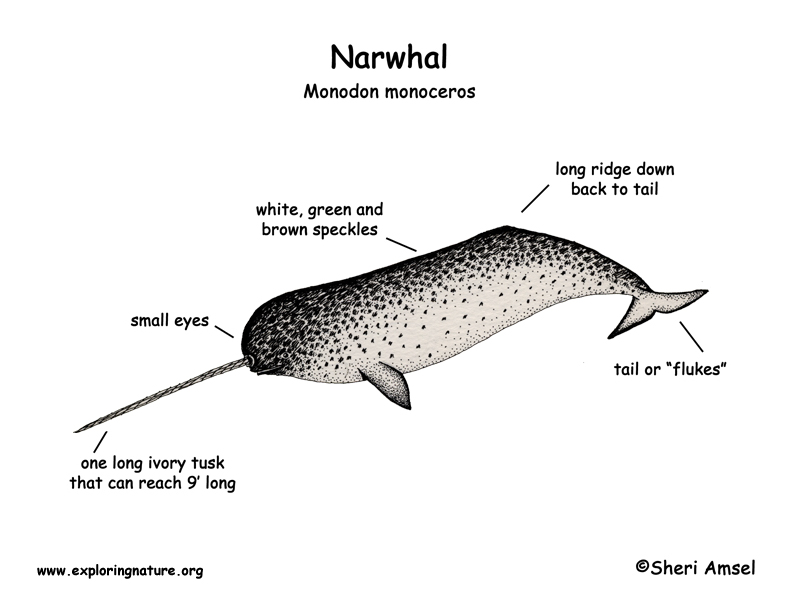 Narwhal
Monodon monoceros
long ridge down
back to tail
white, green and
brown speckles
small eyes
tail or “flukes”
one long ivory tusk
that can reach 9’ long
www.exploringnature.org
©Sheri Amsel